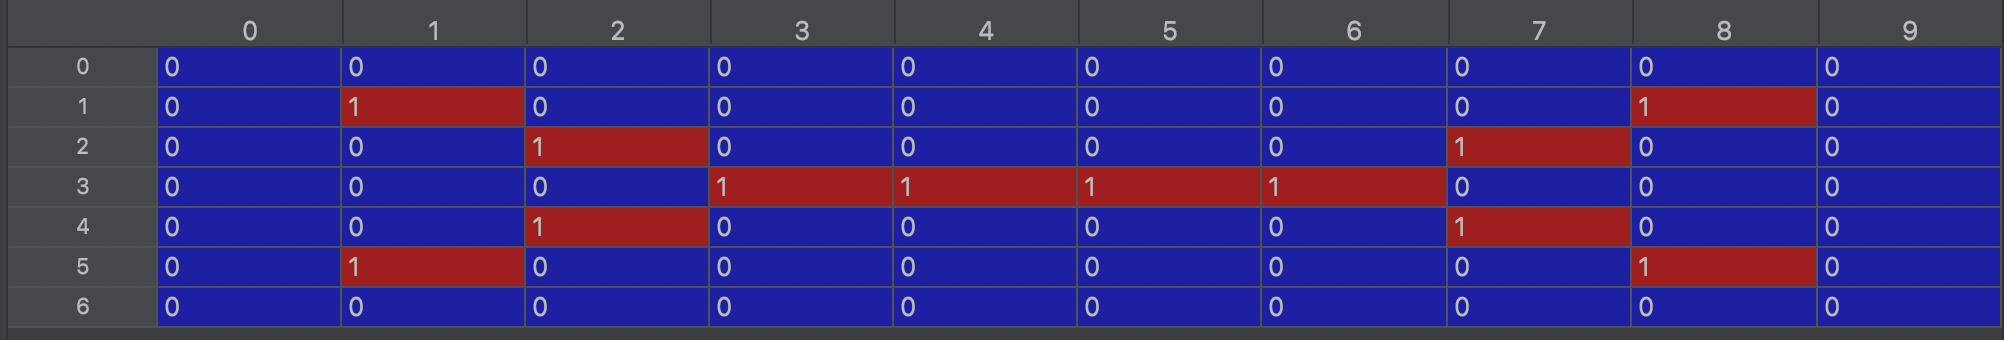 0 1 2 3 4 5 6 7 8 9
0 0 0 0 0 0 0 0 0 0 0
1 0 1 0 0 0 0 0 0 1 0
2 0 0 1 0 0 0 0 1 0 0
3 0 0 0 1 1 1 1 0 0 0
4 0 0 1 0 0 0 0 1 0 0
5 0 1 0 0 0 0 0 0 1 0
6 0 0 0 0 0 0 0 0 0 0